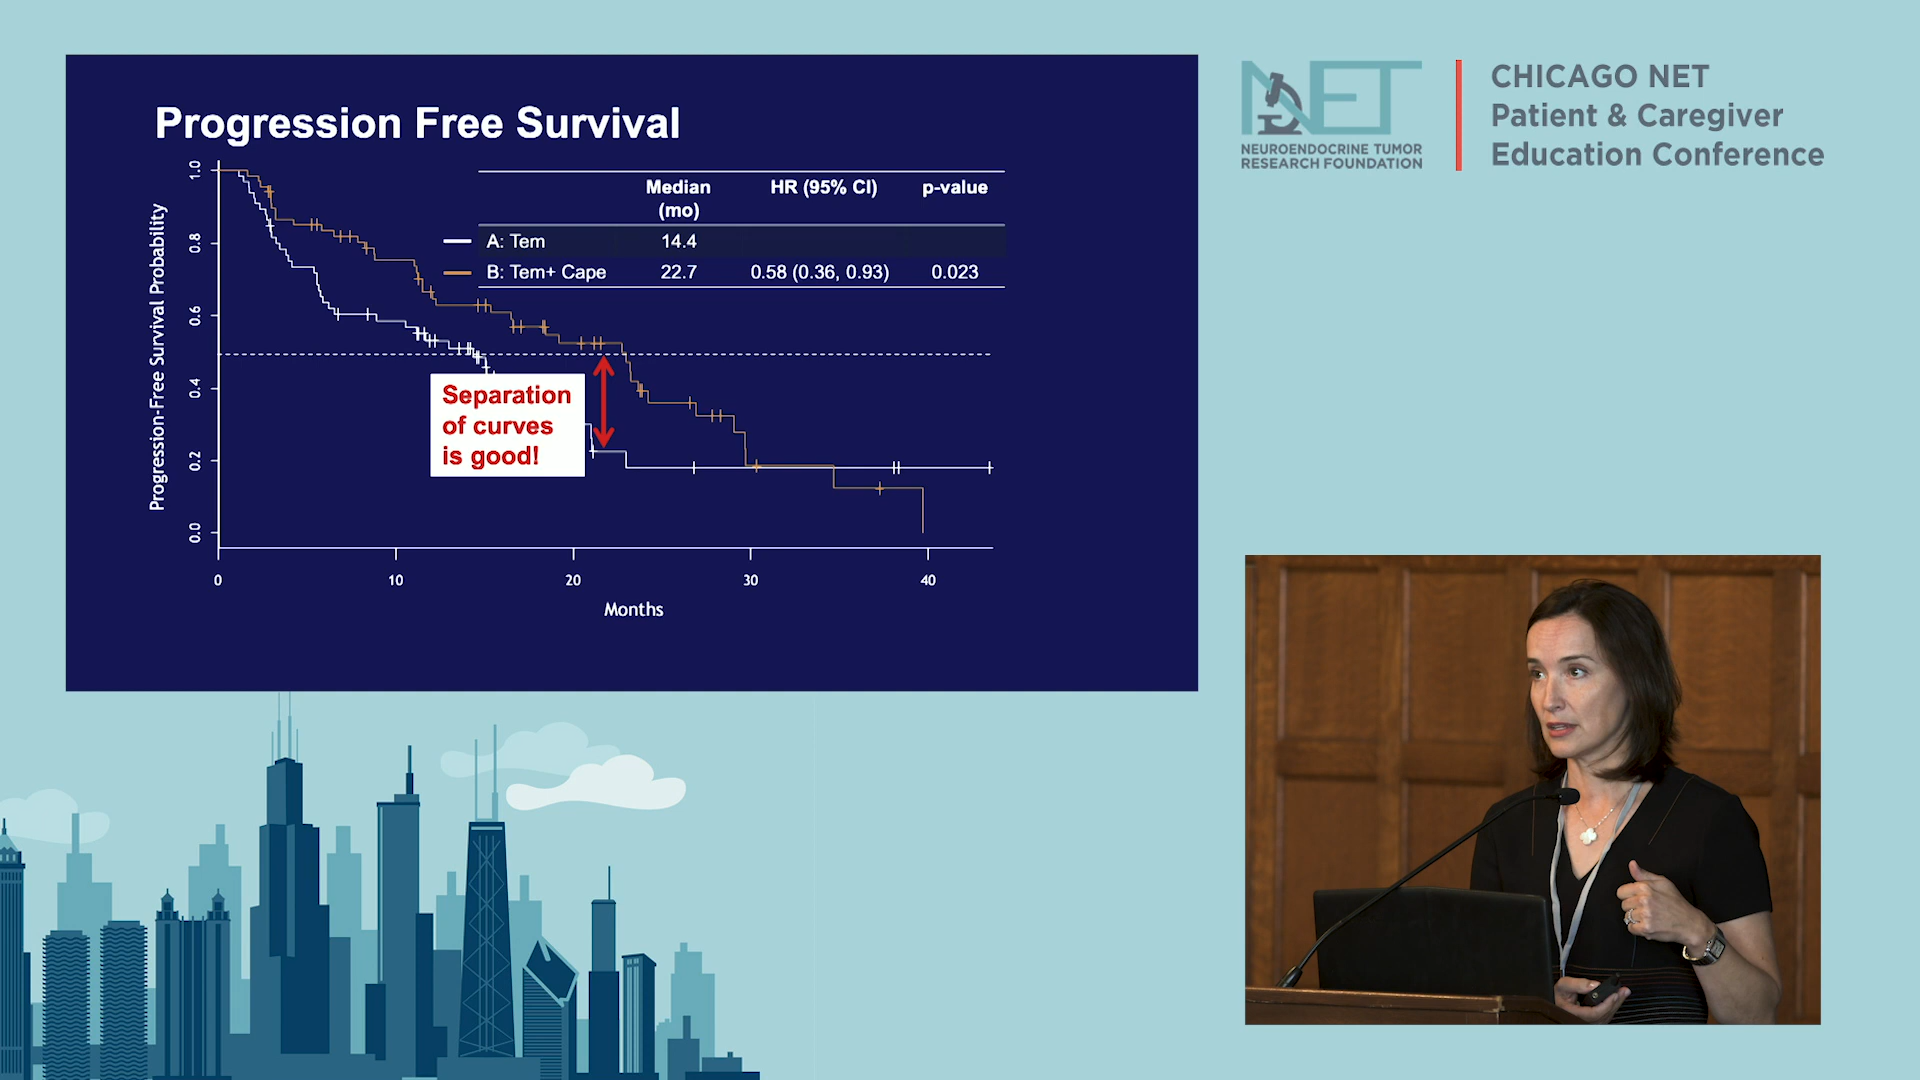 Progression Free Survival
Median HR (95% CI) p-value
(mo)
A: Tem 14.4
B: Tem+ Cape 22.7 0.58 (0.36, 0.93) 0.023
Separation
of curves
is good!
Progression-Free Survival Probability
1.0
0.8
0.6
0.4
0.2
0.0
0 10 20 30 40
Months
NET
NEUROENDOCRINE TUMOR
RESEARCH FOUNDATION
CHICAGO NET
Patient & Caregiver
Education Conference